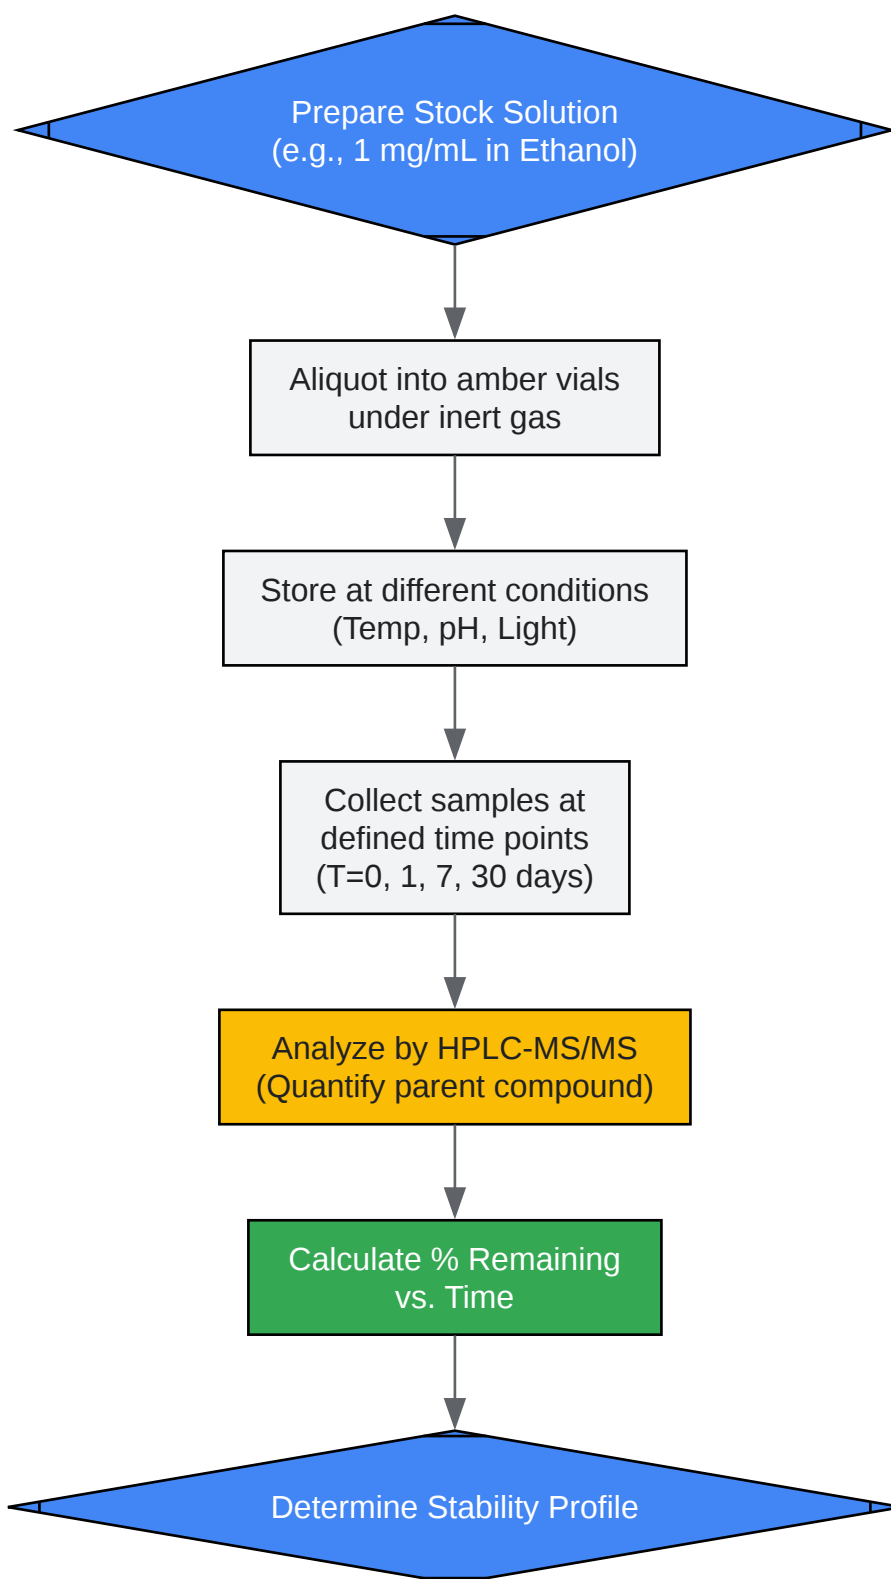 Prepare Stock Solution
(e.g., 1 mg/mL in Ethanol)
Aliquot into amber vials
under inert gas
Store at different conditions
(Temp, pH, Light)
Collect samples at
defined time points
(T=0, 1, 7, 30 days)
Analyze by HPLC-MS/MS
(Quantify parent compound)
Calculate % Remaining
vs. Time
Determine Stability Profile